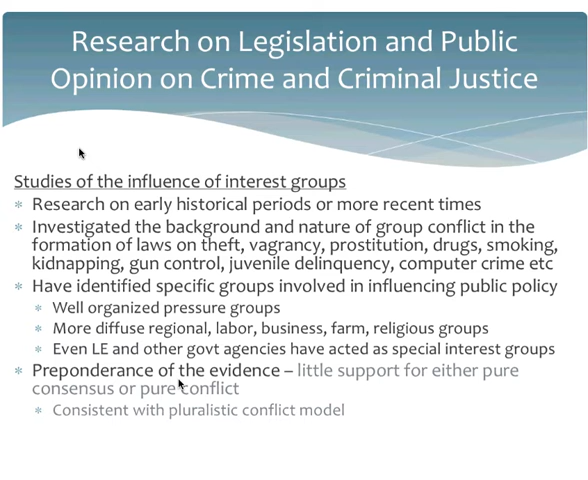 Research on Legislation and Public
Opinion on Crime and Criminal Justice
Studies of the influence of interest groups
* Research on early historical periods or more recent times
* Investigated the background and nature of group conflict in the
formation of laws on theft, vagrancy, prostitution, drugs, smoking,
kidnapping, gun control, juvenile delinquency, computer crime etc
* Have identified specific groups involved in influencing public policy
* Well organized pressure groups
* More diffuse regional, labor, business, farm, religious groups
* Even LE and other govt agencies have acted as special interest groups
* Preponderance of the evidence – little support for either pure
consensus or pure conflict
* Consistent with pluralistic conflict model